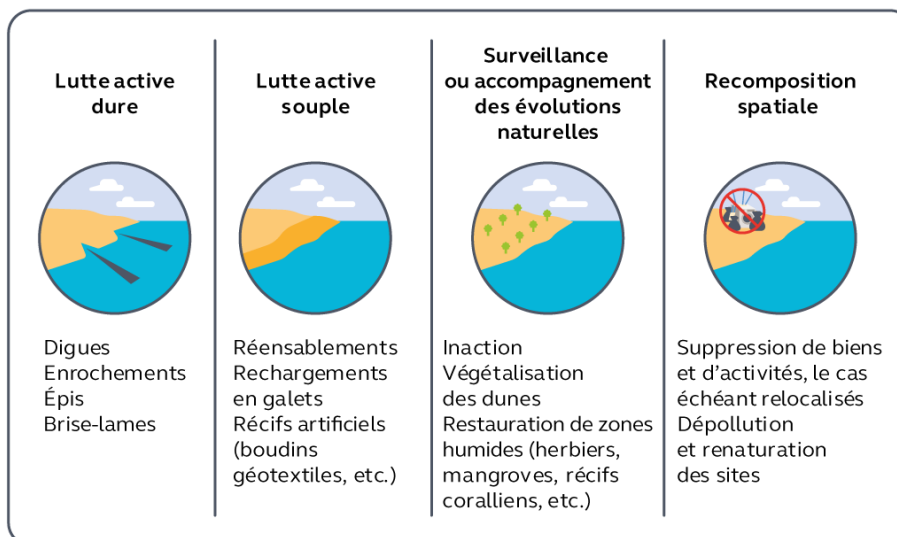 Lutte active
dure
Digues
Enrochements
Épis
Brise-lames
Lutte active
souple
Réensablements
Rechargements
en galets
Récifs artificiels
(boudins
géotextiles, etc.)
Surveillance
ou accompagnement
des évolutions
naturelles
Inaction
Végétalisation
des dunes
Restauration de zones
humides (herbiers,
mangroves, récifs
coralliens, etc.)
Recomposition
spatiale
Suppression de biens
et d’activités, le cas
échéant relocalisés
Dépollution
et renaturation
des sites